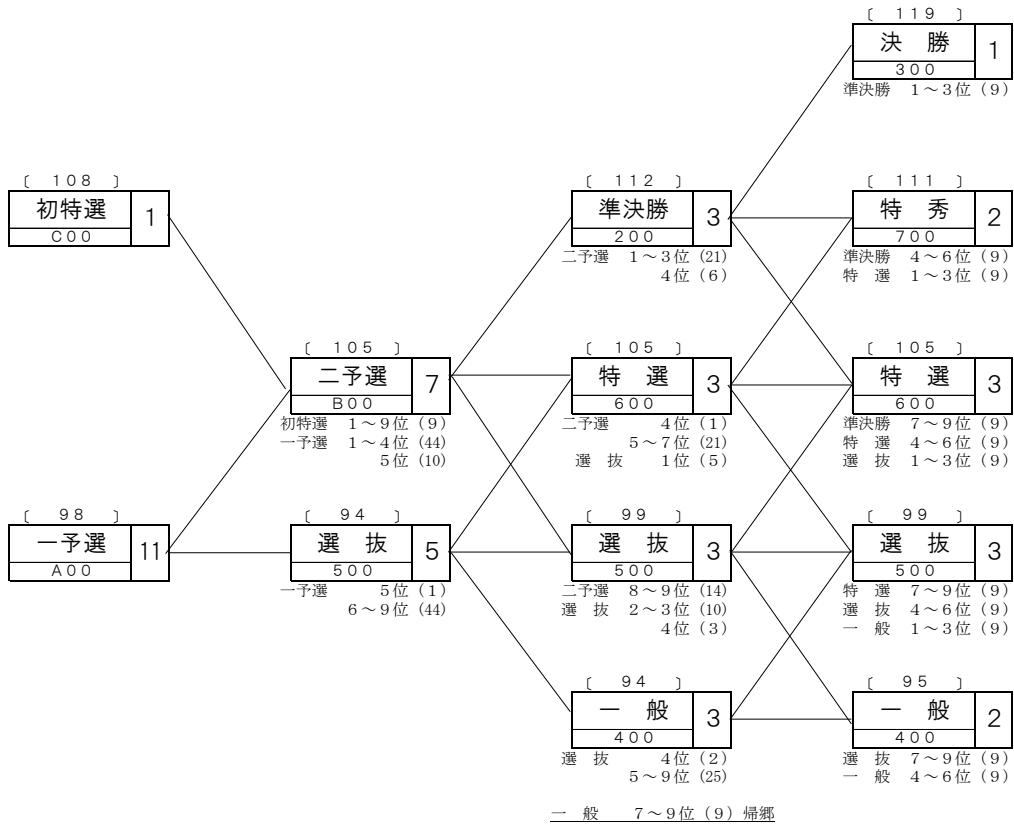 〔 １０８ 〕
初特選 1
Ｃ００
〔 ９８ 〕
一予選 11
Ａ００
〔 １０５ 〕
二予選 7
Ｂ００
初特選 １～９位（９）
一予選 １～４位（44）
５位（10）
〔 ９４ 〕
選 抜 5
５００
一予選 ５位（１）
６～９位（44）
〔 １１２ 〕
準決勝 3
２００
二予選 １～３位（21）
４位（６）
〔 １０５ 〕
特 選 3
６００
二予選 ４位（１）
５～７位（21）
選 抜 １位（５）
〔 ９９ 〕
選 抜 3
５００
二予選 ８～９位（14）
選 抜 ２～３位（10）
４位（３）
〔 ９４ 〕
一 般 3
４００
選 抜 ４位（２）
５～９位（25）
一 般 ７～９位（９）帰郷
〔 １１９ 〕
決 勝 1
３００
準決勝 １～３位（９）
〔 １１１ 〕
特 秀 2
７００
準決勝 ４～６位（９）
特 選 １～３位（９）
〔 １０５ 〕
特 選 3
６００
準決勝 ７～９位（９）
特 選 ４～６位（９）
選 抜 １～３位（９）
〔 ９９ 〕
選 抜 3
５００
特 選 ７～９位（９）
選 抜 ４～６位（９）
一 般 １～３位（９）
〔 ９５ 〕
一 般 2
４００
選 抜 ７～９位（９）
一 般 ４～６位（９）